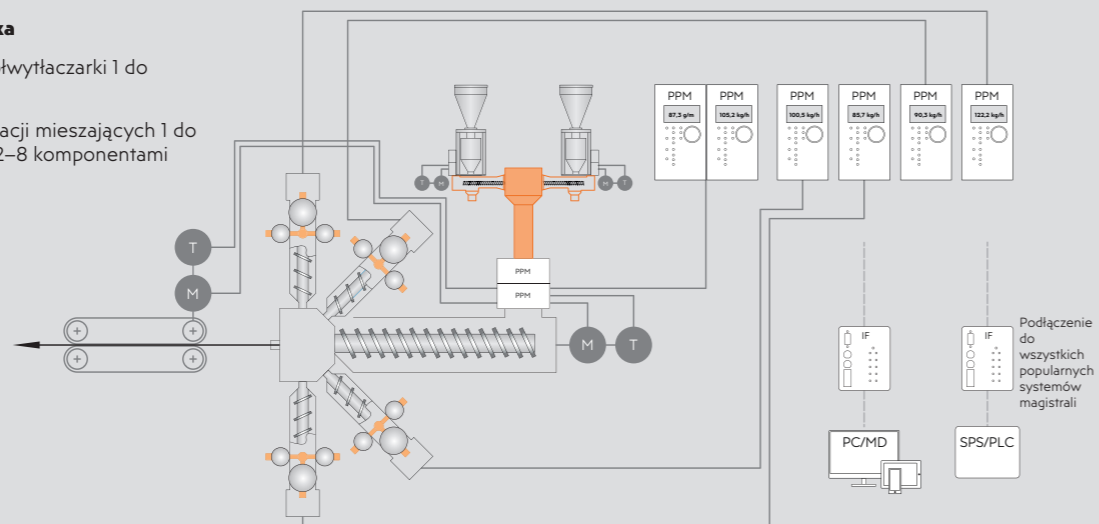 ka
łwytłaczarki 1 do
acji mieszających 1 do
2–8 komponentami
PPM
87,3 g/m
PPM
105,2 kg/h
PPM
100,5 kg/h
PPM
85,7 kg/h
PPM
90,3 kg/h
PPM
122,2 kg/h
T
M
M
T
T
M
PPM
PPM
M
T
IF
IF
Podłączenie
do
wszystkich
popularnych
systemów
magistrali
PC/MD
SPS/PLC